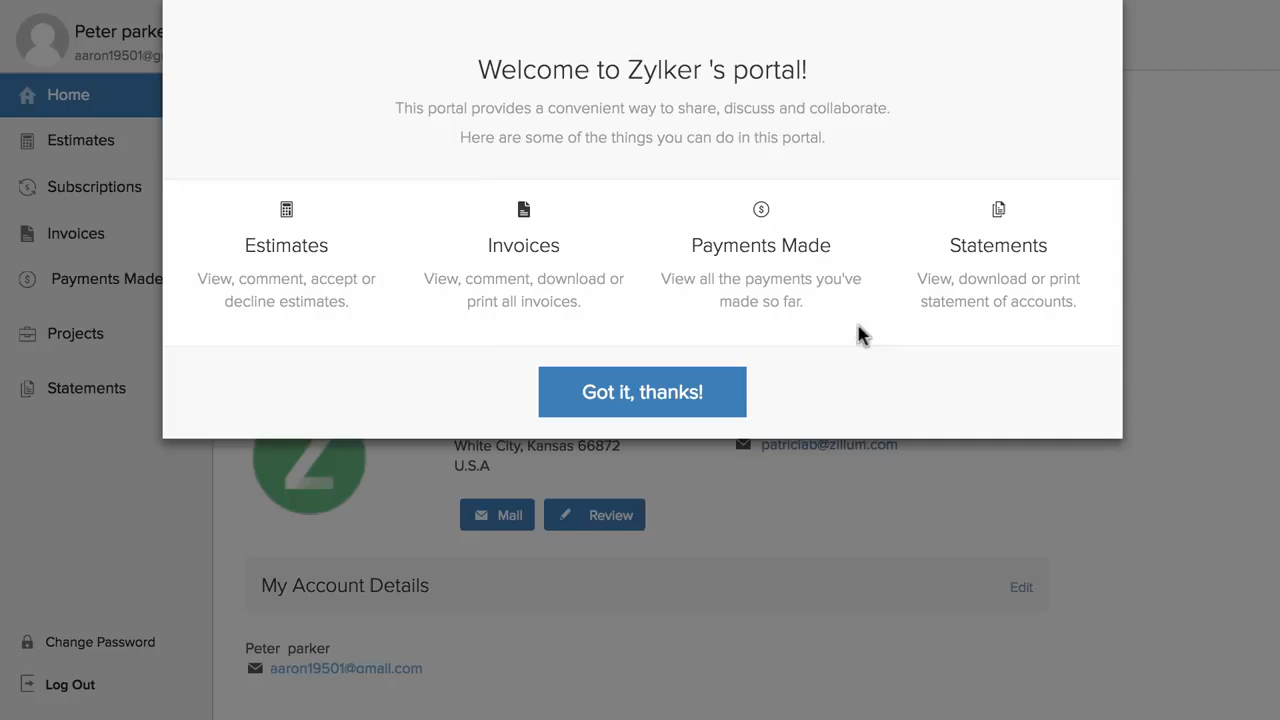 Peter parke
aaron19501@g
Home
Estimates
Subscriptions
Invoices
Payments Made
Projects
Statements
Change Password
Log Out
Welcome to Zylker 's portal!
This portal provides a convenient way to share, discuss and collaborate.
Here are some of the things you can do in this portal.
Estimates
View, comment, accept or
decline estimates.
Invoices
View, comment, download or
print all invoices.
Payments Made
View all the payments you've
made so far.
Statements
View, download or print
statement of accounts.
Got it, thanks!
Z
White City, Kansas 66872
U.S.A
patriciab@zillum.com
Mail
Review
My Account Details
Edit
Peter parker
aaron19501@gmail.com